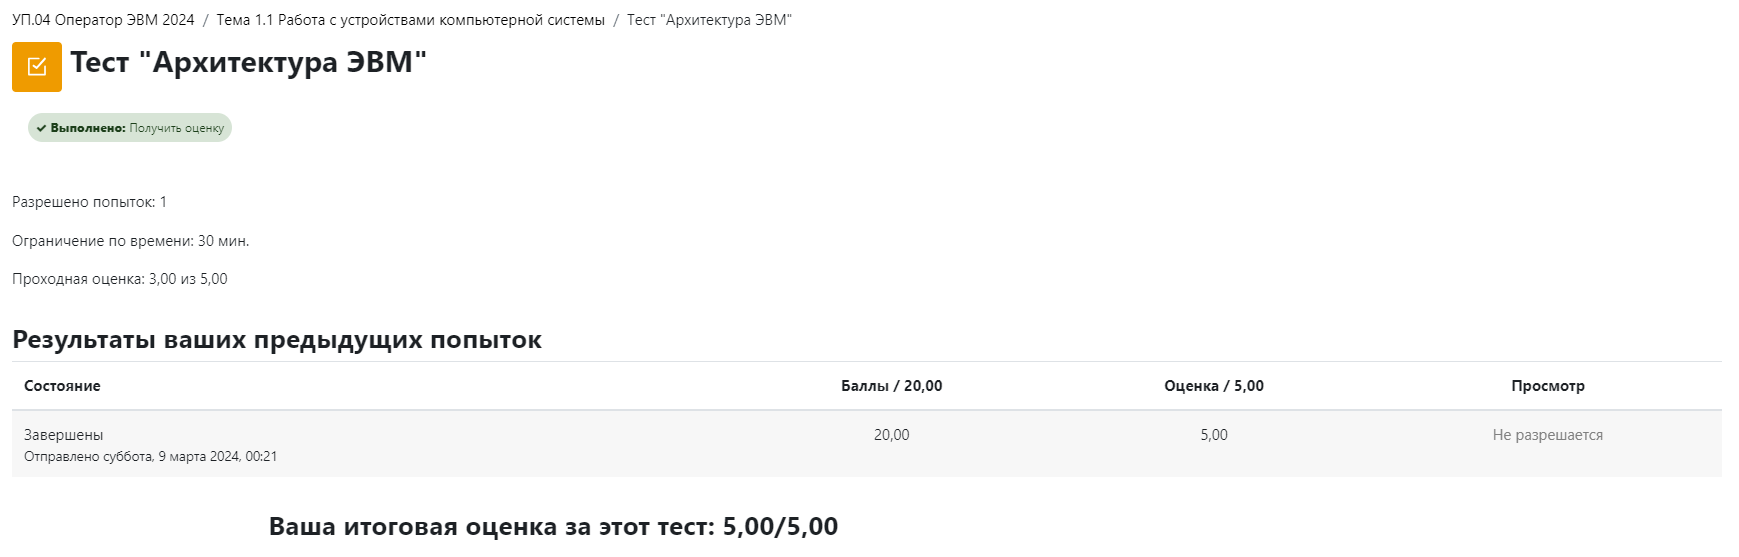 УП.04 Оператор ЭВМ 2024 / Тема 1.1 Работа с устройствами компьютерной системы / Тест "Архитектура ЭВМ"
Тест "Архитектура ЭВМ"
Выполнено: Получить оценку
Разрешено попыток: 1
Ограничение по времени: 30 мин.
Проходная оценка: 3,00 из 5,00
Результаты ваших предыдущих попыток
Состояние Баллы / 20,00 Оценка / 5,00 Просмотр
Завершены 20,00 5,00 Не разрешается
Отправлено суббота, 9 марта 2024, 00:21
Ваша итоговая оценка за этот тест: 5,00/5,00